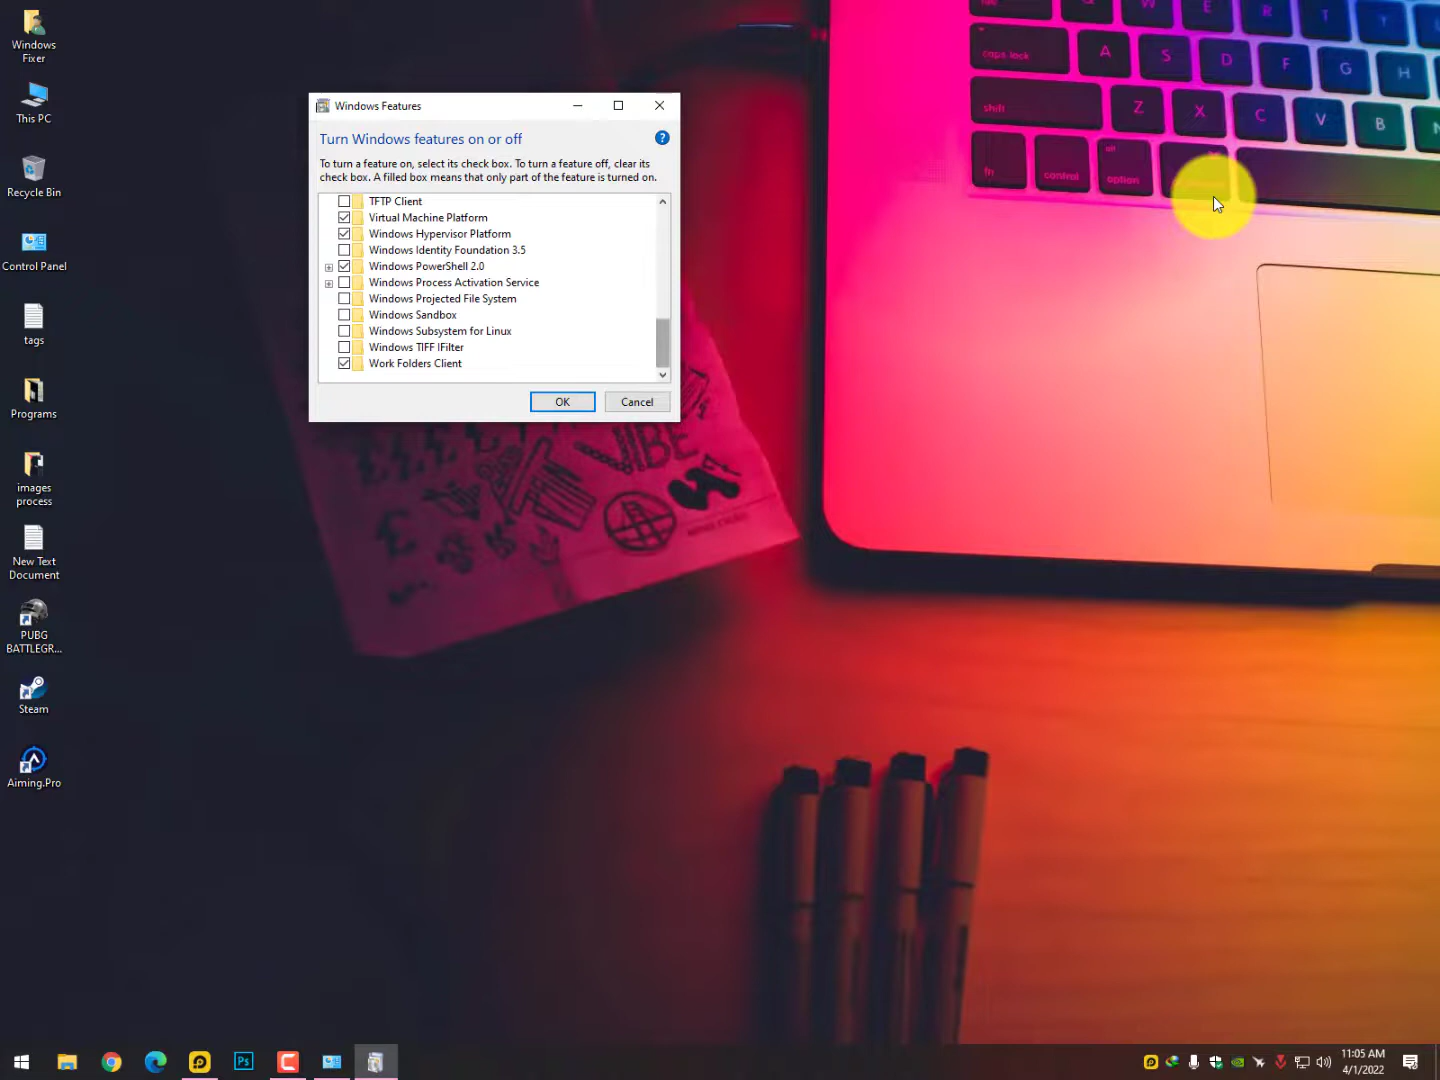 Windows
Fixer
This PC
Recycle Bin
Control Panel
tags
Programs
images
process
New Text
Document
PUBG
BATTLEGR...
Steam
Aiming.Pro
Windows Features
Turn Windows features on or off
?
To turn a feature on, select its check box. To turn a feature off, clear its
check box. A filled box means that only part of the feature is turned on.
TFTP Client
Virtual Machine Platform
Windows Hypervisor Platform
Windows Identity Foundation 3.5
Windows PowerShell 2.0
Windows Process Activation Service
Windows Projected File System
Windows Sandbox
Windows Subsystem for Linux
Windows TIFF IFilter
Work Folders Client
OK
Cancel
VIBE
W E R T
caps lock A S D F G H
shift Z X C V B N
fn control alt option
Ps
11:05 AM
4/1/2022